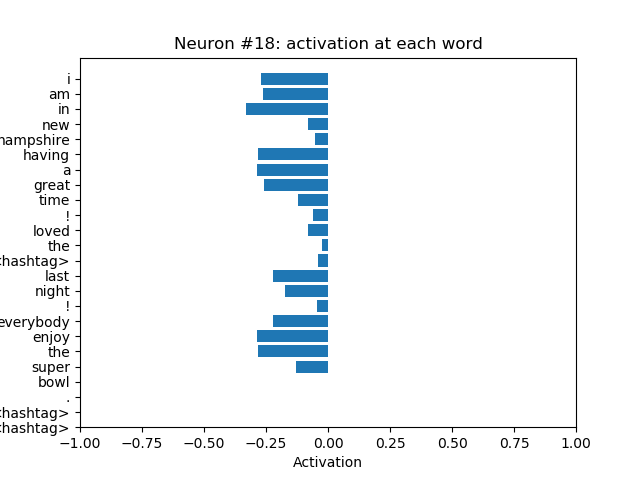 Neuron #18: activation at each word
i
am
in
new
hampshire
having
a
great
time
!
loved
the
hashtag>
last
night
!
everybody
enjoy
the
super
bowl
.
hashtag>
hashtag>
−1.00 −0.75 −0.50 −0.25 0.00 0.25 0.50 0.75 1.00
Activation